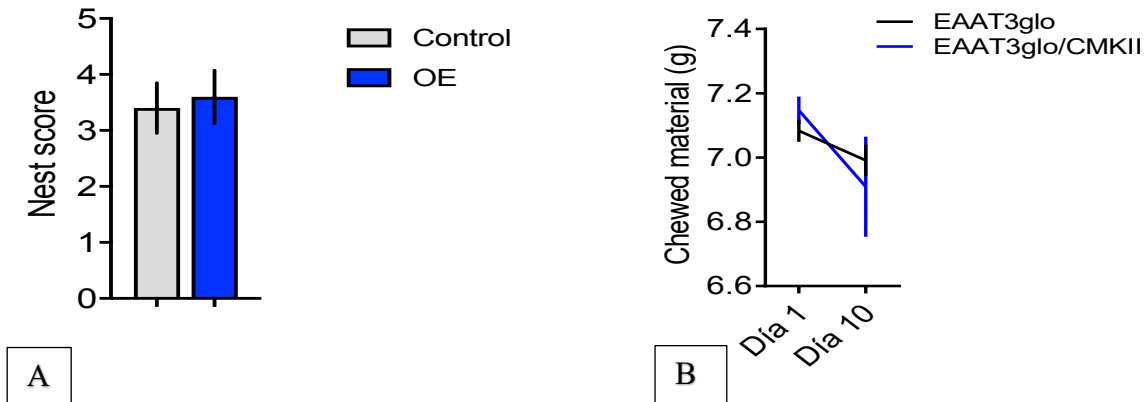 5
4
3
2
1
0
Nest score
Control
OE
A
7.4
7.2
7.0
6.8
6.6
Chewed material (g)
Día 1
Día 10
EAAT3glo
EAAT3glo/CMKII
B